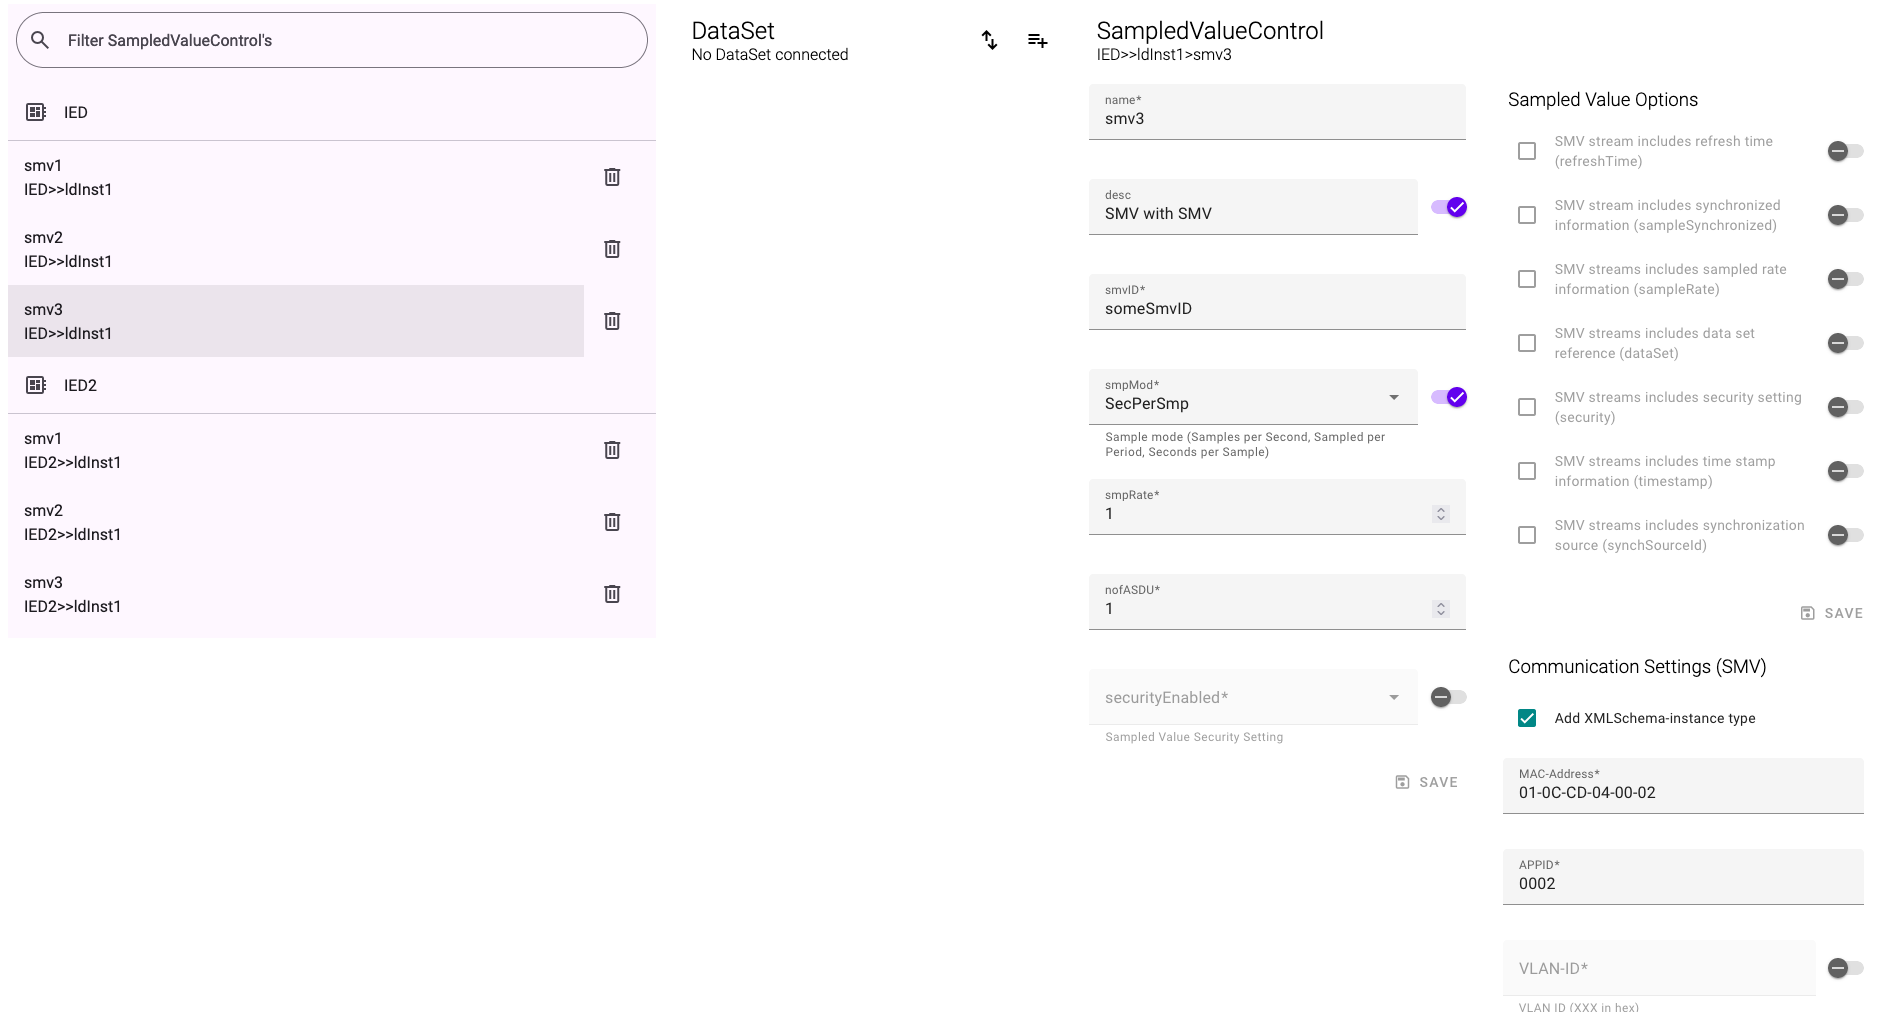 Filter SampledValueControl's
IED
smv1
IED>>ldInst1
smv2
IED>>ldInst1
smv3
IED>>ldInst1
IED2
smv1
IED2>>ldInst1
smv2
IED2>>ldInst1
smv3
IED2>>ldInst1
DataSet
No DataSet connected
SampledValueControl
IED>>ldInst1>smv3
name*
smv3
desc
SMV with SMV
smvID*
someSmvID
smpMod*
SecPerSmp
Sample mode (Samples per Second, Sampled per
Period, Seconds per Sample)
smpRate*
1
nofASDU*
1
securityEnabled*
Sampled Value Security Setting
SAVE
Sampled Value Options
SMV stream includes refresh time
(refreshTime)
SMV stream includes synchronized
information (sampleSynchronized)
SMV streams includes sampled rate
information (sampleRate)
SMV streams includes data set
reference (dataSet)
SMV streams includes security setting
(security)
SMV streams includes time stamp
information (timestamp)
SMV streams includes synchronization
source (synchSourceId)
SAVE
Communication Settings (SMV)
Add XMLSchema-instance type
MAC-Address*
01-0C-CD-04-00-02
APPID*
0002
VLAN-ID*
VLAN ID (XXX in hex)